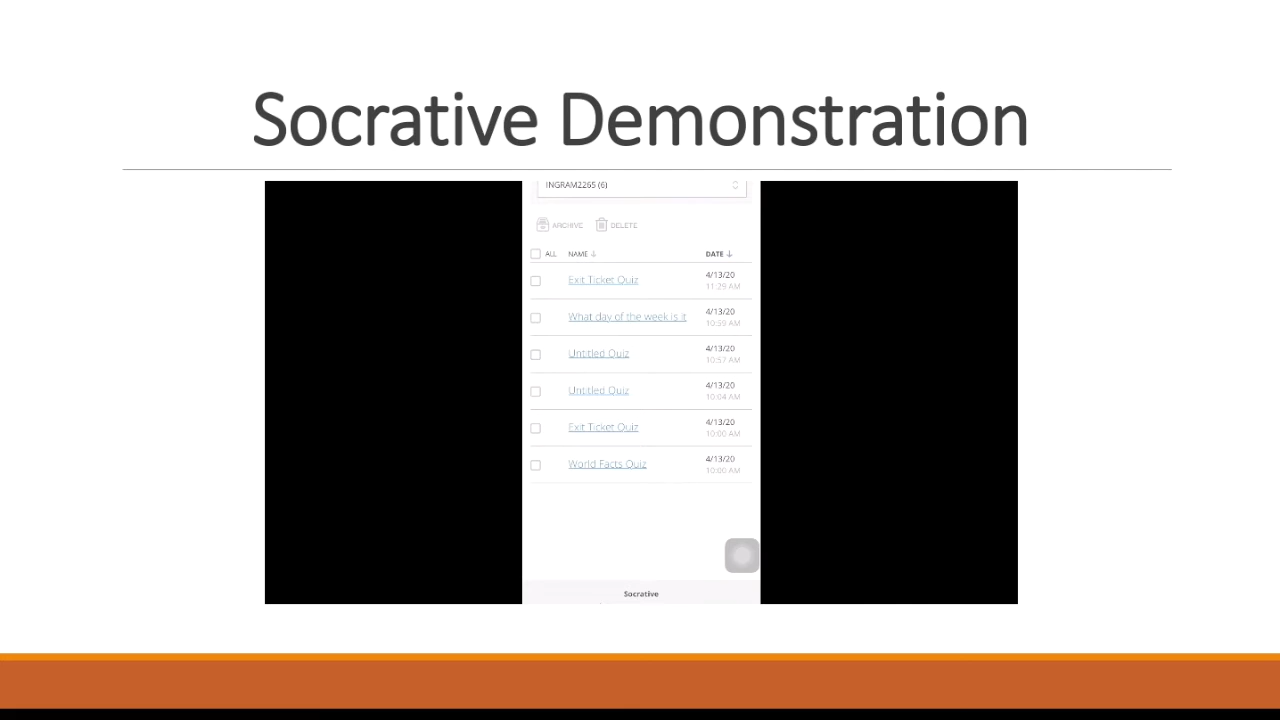 Socrative Demonstration
INGRAM2265 (6)
ARCHIVE DELETE
ALL NAME DATE
Exit Ticket Quiz 4/13/20
11:29 AM
What day of the week is it 4/13/20
10:59 AM
Untitled Quiz 4/13/20
10:57 AM
Untitled Quiz 4/13/20
10:04 AM
Exit Ticket Quiz 4/13/20
10:00 AM
World Facts Quiz 4/13/20
10:00 AM
Socrative